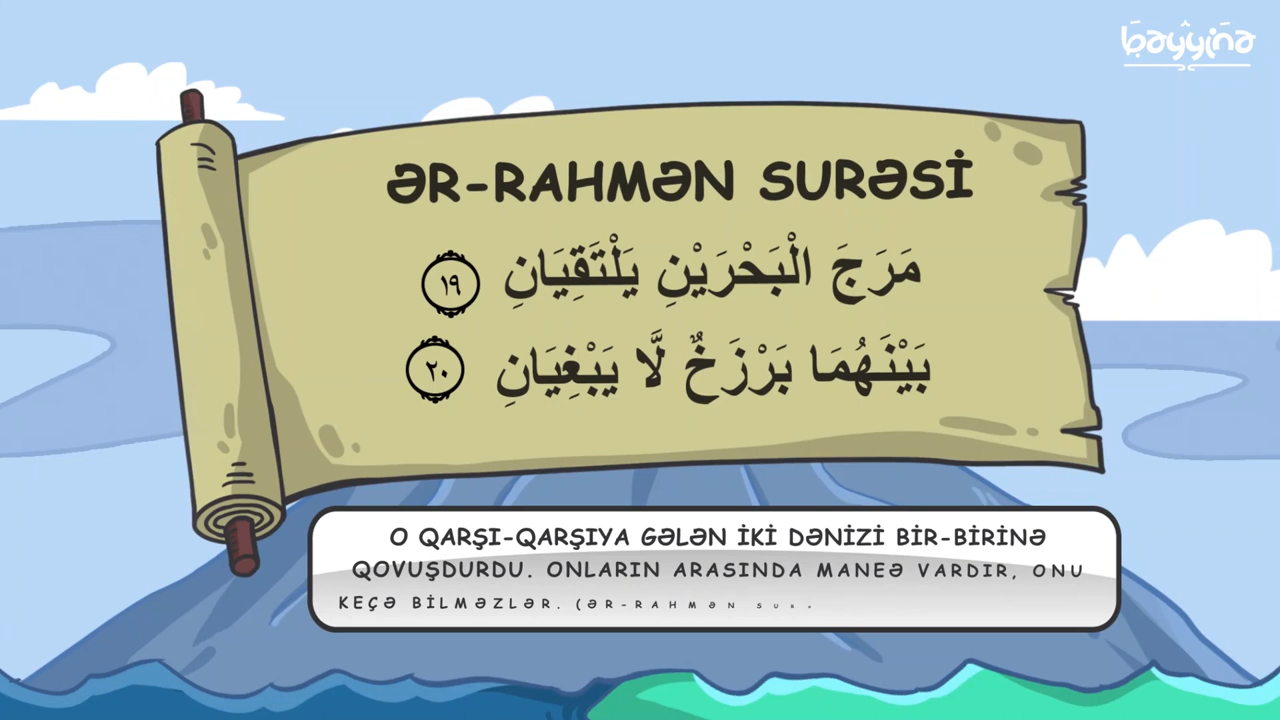 bayyinə
ƏR-RAHMƏN SURƏSİ
مَرَجَ الْبَحْرَيْنِ يَلْتَقِيَانِ ١٩
بَيْنَهُمَا بَرْزَخٌ لَّا يَبْغِيَانِ ٢٠
O QARŞI-QARŞIYA GƏLƏN İKİ DƏNİZİ BİR-BİRİNƏ
QOVUŞDURDU. ONLARIN ARASINDA MANEƏ VARDIR, ONU
KEÇƏ BİLMƏZLƏR. (ƏR-RAHMƏN